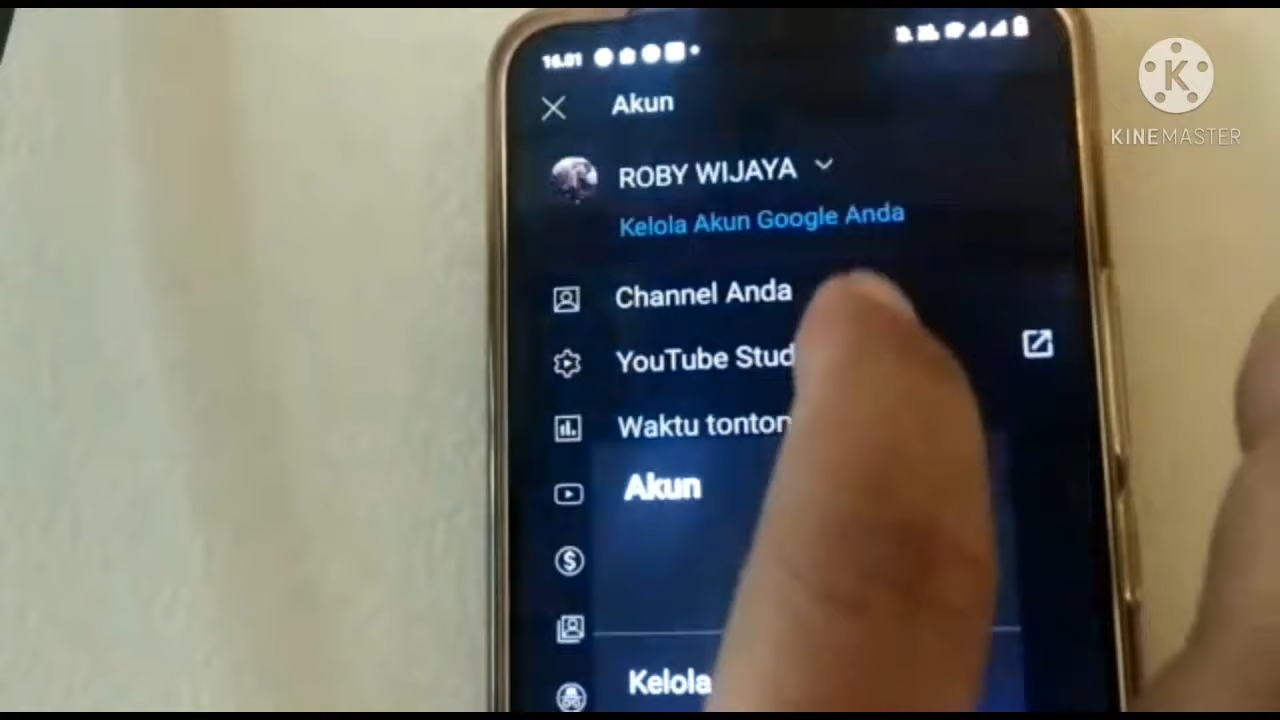 16.01
Akun
ROBY WIJAYA
Kelola Akun Google Anda
Channel Anda
YouTube Stud
Waktu tonton
Akun
Kelola
K
KINEMASTER